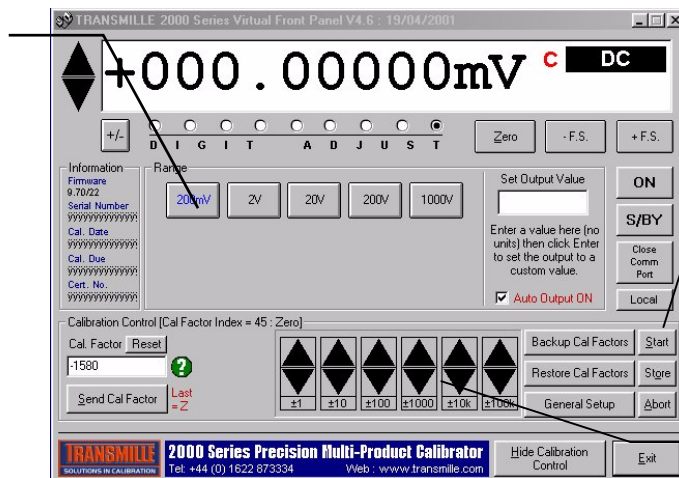 TRANSMILLE 2000 Series Virtual Front Panel V4.6 : 19/04/2001
+000.00000mV C DC
+/-
D I G I T A D J U S T
Zero
- F.S.
+ F.S.
Information
Firmware
9.70/22
Serial Number
ÿÿÿÿÿÿÿÿÿÿÿÿÿ
Cal. Date
ÿÿÿÿÿÿÿÿÿÿÿÿÿ
Cal. Due
ÿÿÿÿÿÿÿÿÿÿÿÿÿ
Cert. No.
ÿÿÿÿÿÿÿÿÿÿÿÿÿ
Range
200mV
2V
20V
200V
1000V
Set Output Value
Enter a value here (no
units) then click Enter
to set the output to a
custom value.
Auto Output ON
ON
S/BY
Close
Comm
Port
Local
Calibration Control [Cal Factor Index = 45 : Zero]
Cal. Factor
Reset
-1580
?
Send Cal Factor
Last
=Z
±1
±10
±100
±1000
±10k
±100k
Backup Cal Factors
Start
Restore Cal Factors
Store
General Setup
Abort
TRANSMILLE
SOLUTIONS IN CALIBRATION
2000 Series Precision Multi-Product Calibrator
Tel: +44 (0) 1622 873334 Web : www.transmille.com
Hide Calibration
Control
Exit